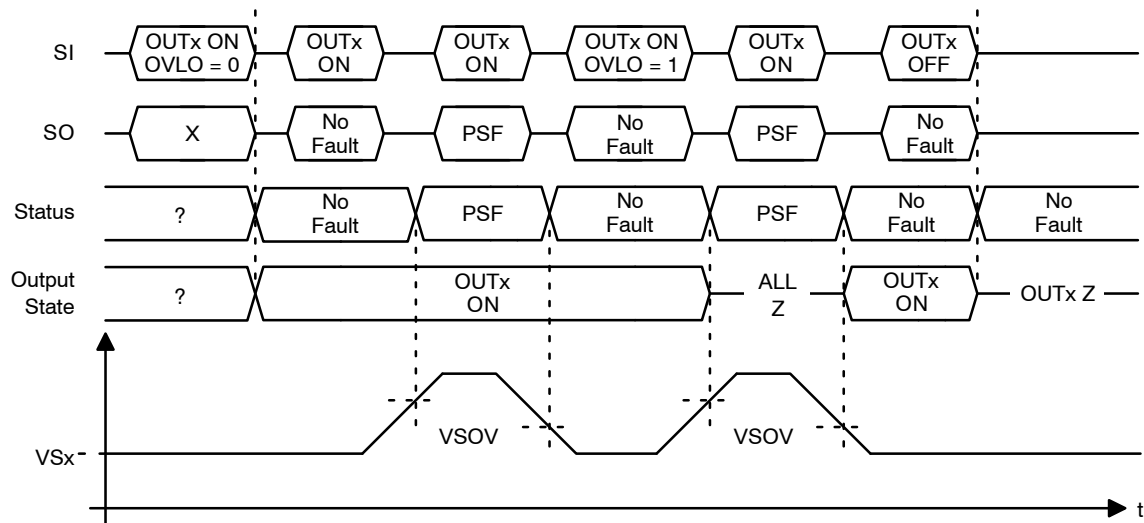 SI
OUTx ON
OVLO = 0
OUTx
ON
OUTx
ON
OUTx ON
OVLO = 1
OUTx
ON
OUTx
OFF
SO
X
No
Fault
PSF
No
Fault
PSF
No
Fault
Status
?
No
Fault
PSF
No
Fault
PSF
No
Fault
No
Fault
Output
State
?
OUTx
ON
ALL
Z
OUTx
ON
OUTx Z
VSOV
VSOV
VSx
t